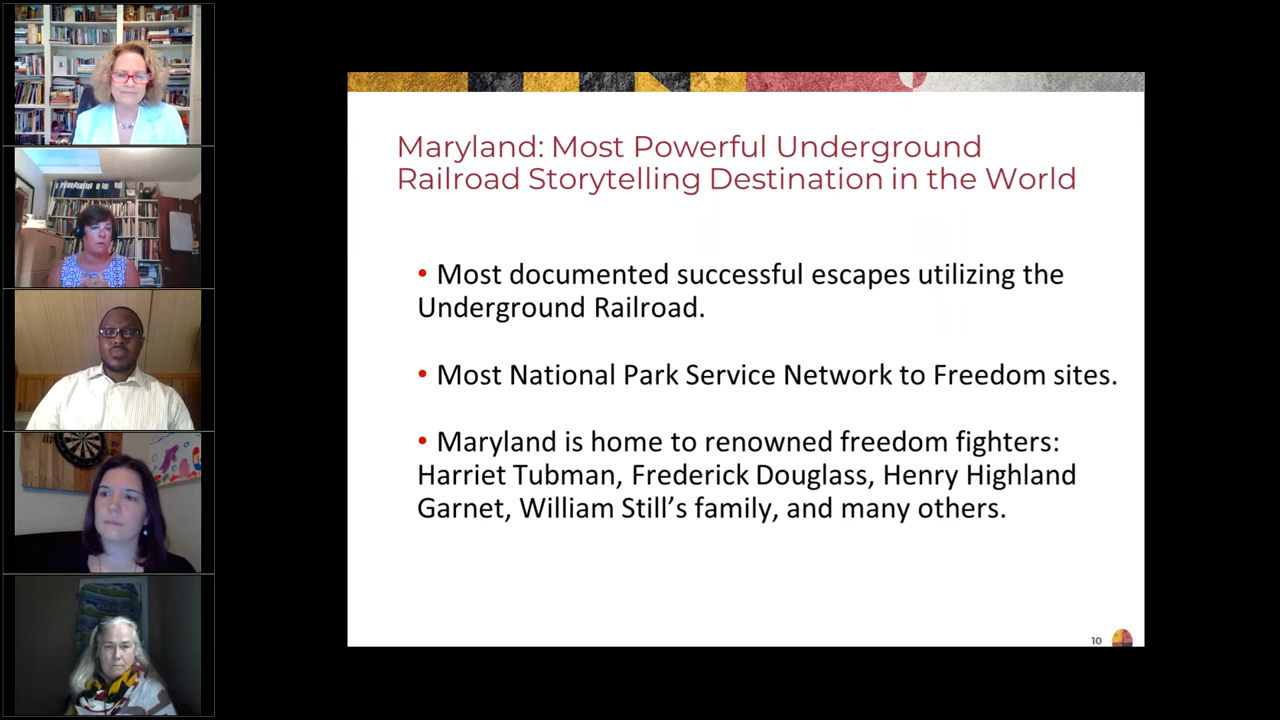 Maryland: Most Powerful Underground
Railroad Storytelling Destination in the World
• Most documented successful escapes utilizing the
Underground Railroad.
• Most National Park Service Network to Freedom sites.
• Maryland is home to renowned freedom fighters:
Harriet Tubman, Frederick Douglass, Henry Highland
Garnet, William Still’s family, and many others.
10